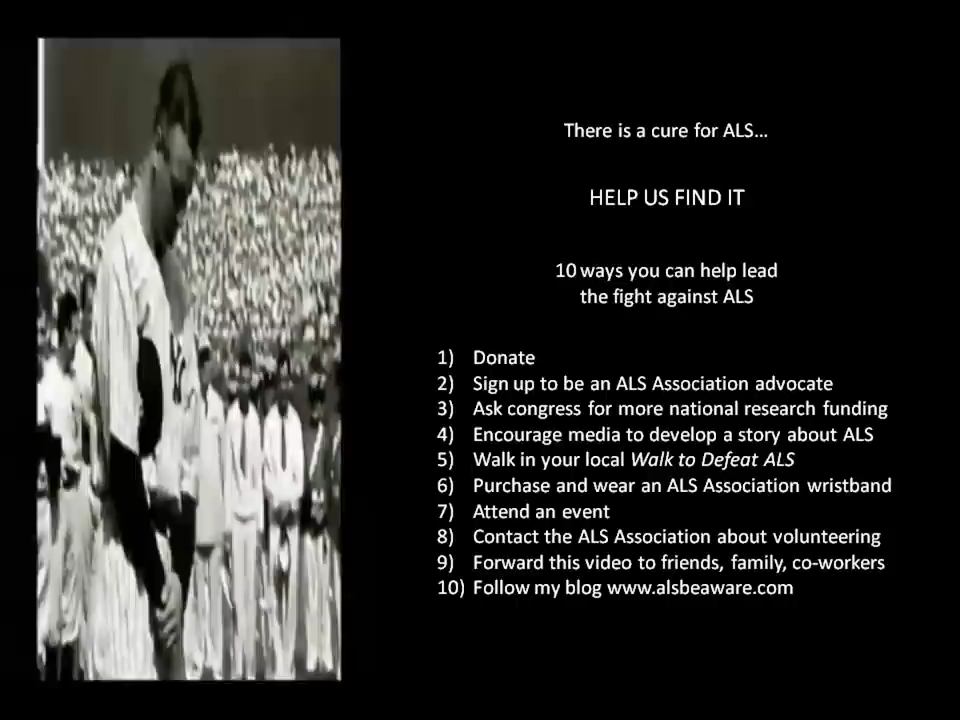 There is a cure for ALS...
HELP US FIND IT
10 ways you can help lead
the fight against ALS
1) Donate
2) Sign up to be an ALS Association advocate
3) Ask congress for more national research funding
4) Encourage media to develop a story about ALS
5) Walk in your local Walk to Defeat ALS
6) Purchase and wear an ALS Association wristband
7) Attend an event
8) Contact the ALS Association about volunteering
9) Forward this video to friends, family, co-workers
10) Follow my blog www.alsbeaware.com